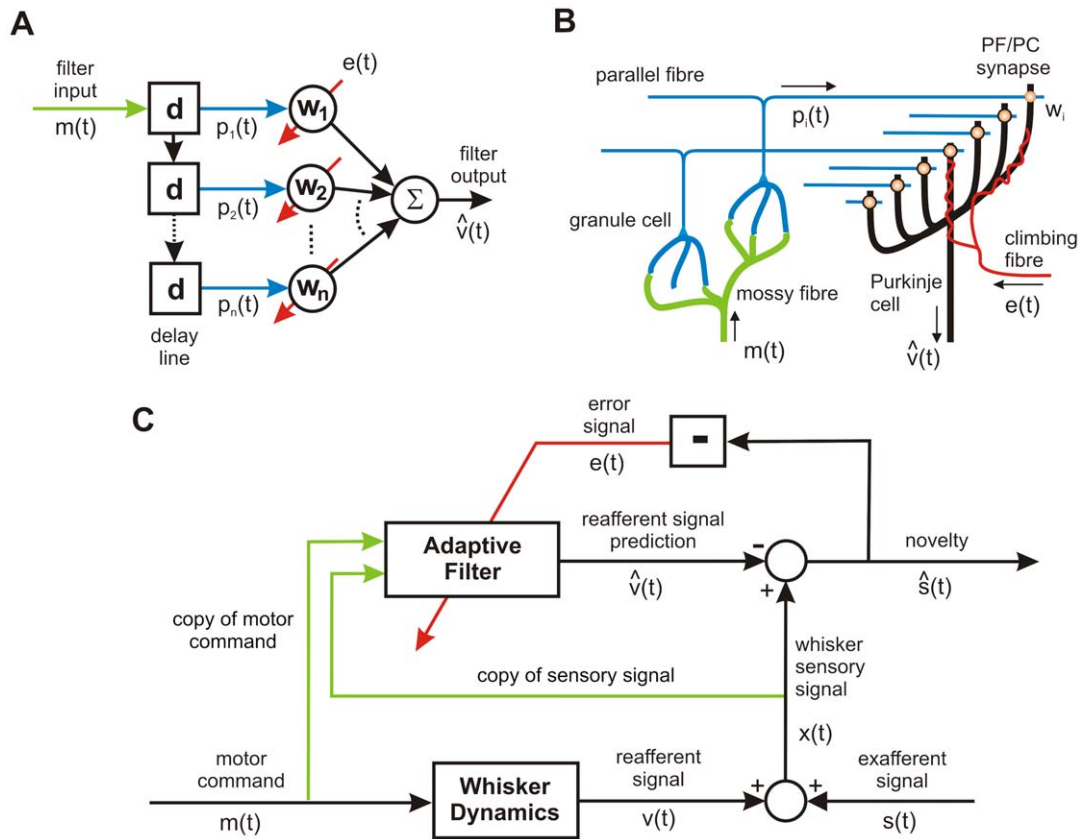 A
filter
input
m(t)
d
d
d
delay
line
p1(t)
p2(t)
pn(t)
e(t)
w1
w2
wn
Σ
filter
output
v̂(t)
B
parallel fibre
pi(t)
PF/PC
synapse
wi
granule cell
mossy fibre
m(t)
Purkinje
cell
v̂(t)
climbing
fibre
e(t)
C
error
signal
e(t)
-
Adaptive
Filter
reafferent signal
prediction
v̂(t)
-
+
novelty
ŝ(t)
copy of motor
command
copy of sensory signal
whisker
sensory
signal
x(t)
motor
command
m(t)
Whisker
Dynamics
reafferent
signal
v(t)
+
+
exafferent
signal
s(t)